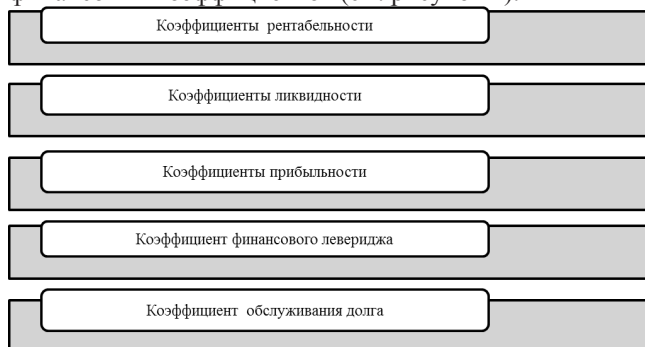 Коэффициенты рентабельности
Коэффициенты ликвидности
Коэффициенты прибыльности
Коэффициент финансового левериджа
Коэффициент обслуживания долга